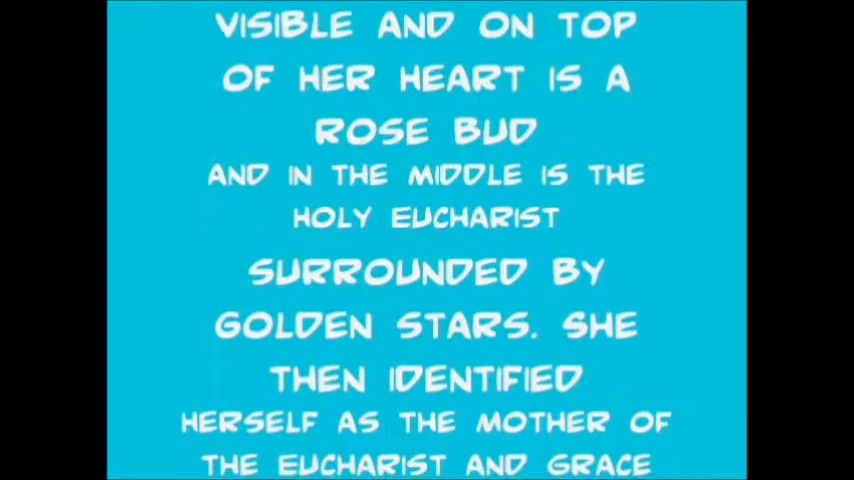 VISIBLE AND ON TOP
OF HER HEART IS A
ROSE BUD
AND IN THE MIDDLE IS THE
HOLY EUCHARIST
SURROUNDED BY
GOLDEN STARS. SHE
THEN IDENTIFIED
HERSELF AS THE MOTHER OF
THE EUCHARIST AND GRACE